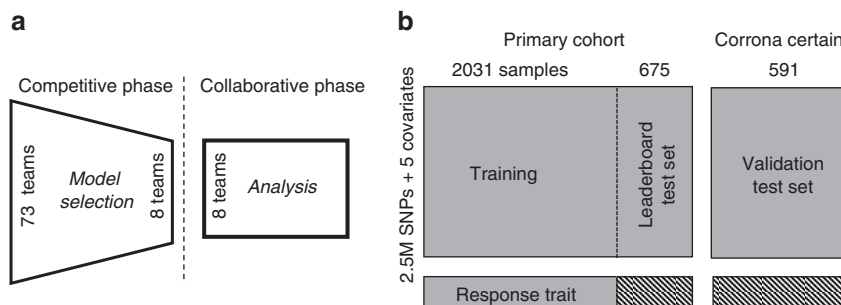 a
Competitive phase
Collaborative phase
73 teams
Model
selection
8 teams
8 teams
Analysis
b
Primary cohort
Corrona certain
2031 samples
675
591
2.5M SNPs + 5 covariates
Training
Leaderboard
test set
Validation
test set
Response trait